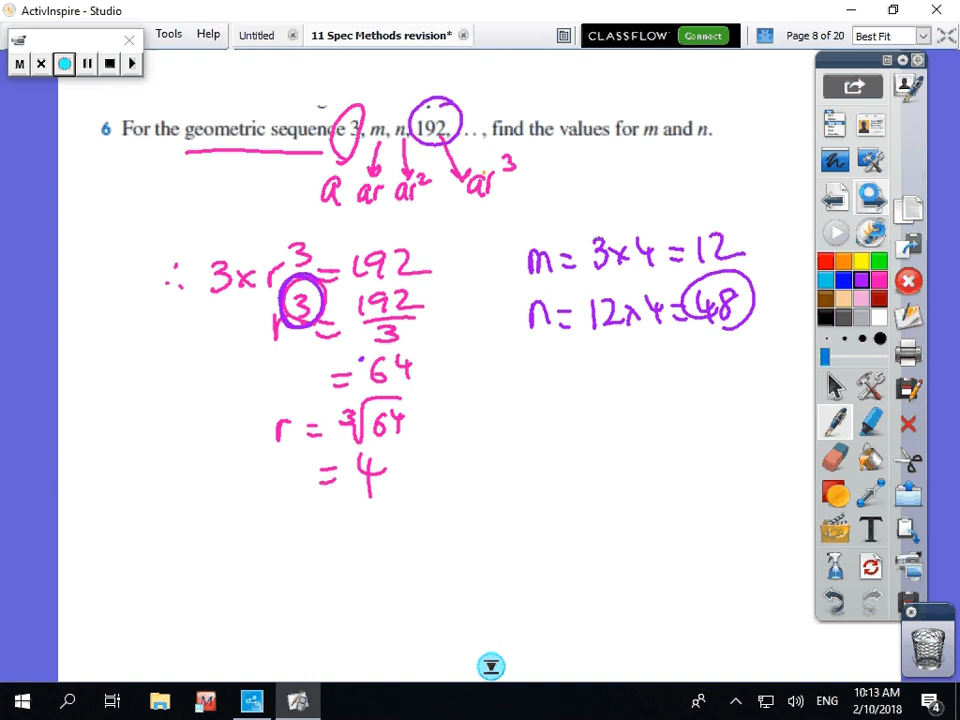 ActivInspire - Studio
Tools Help Untitled 11 Spec Methods revision* CLASSFLOW Connect Page 8 of 20 Best Fit
M
6 For the geometric sequence 3, m, n, 192, . . . , find the values for m and n.
a ar ar² ar³
∴ 3 × r³ = 192
r³ = 192/3
= 64
r = ³√64
= 4
m = 3×4 = 12
n = 12×4 = 48
T
ENG 10:13 AM
2/10/2018
4